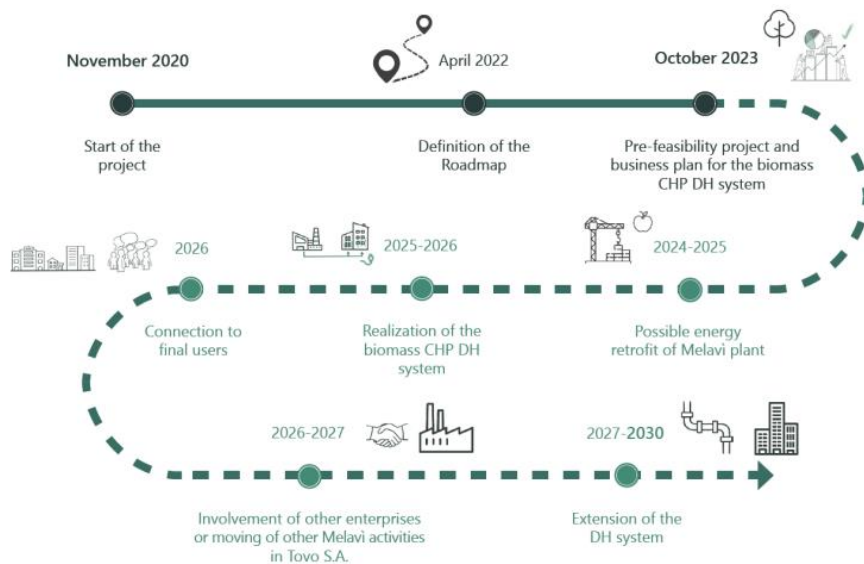 November 2020
April 2022
October 2023
Start of the
project
Definition of the
Roadmap
Pre-feasibility project and
business plan for the biomass
CHP DH system
2026
2025-2026
2024-2025
Connection to
final users
Realization of the
biomass CHP DH
system
Possible energy
retrofit of Melavì plant
2026-2027
2027-2030
Involvement of other enterprises
or moving of other Melavì activities
in Tovo S.A.
Extension of the
DH system